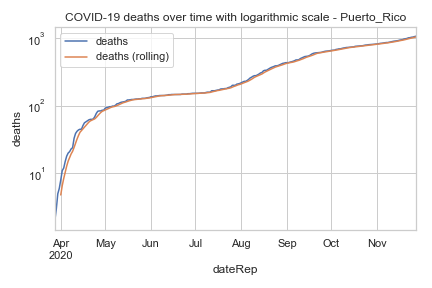 COVID-19 deaths over time with logarithmic scale - Puerto_Rico
deaths
deaths (rolling)
10³
10²
10¹
deaths
Apr May Jun Jul Aug Sep Oct Nov
2020
dateRep